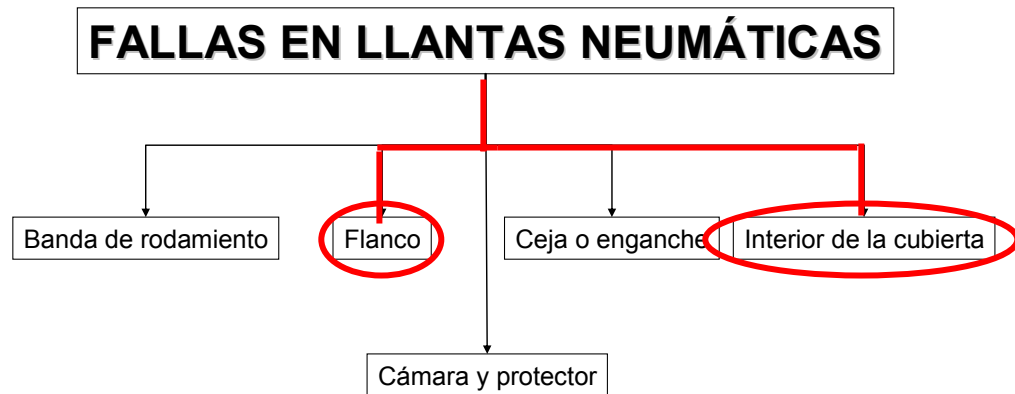 FALLAS EN LLANTAS NEUMÁTICAS
Banda de rodamiento
Flanco
Ceja o enganche
Interior de la cubierta
Cámara y protector